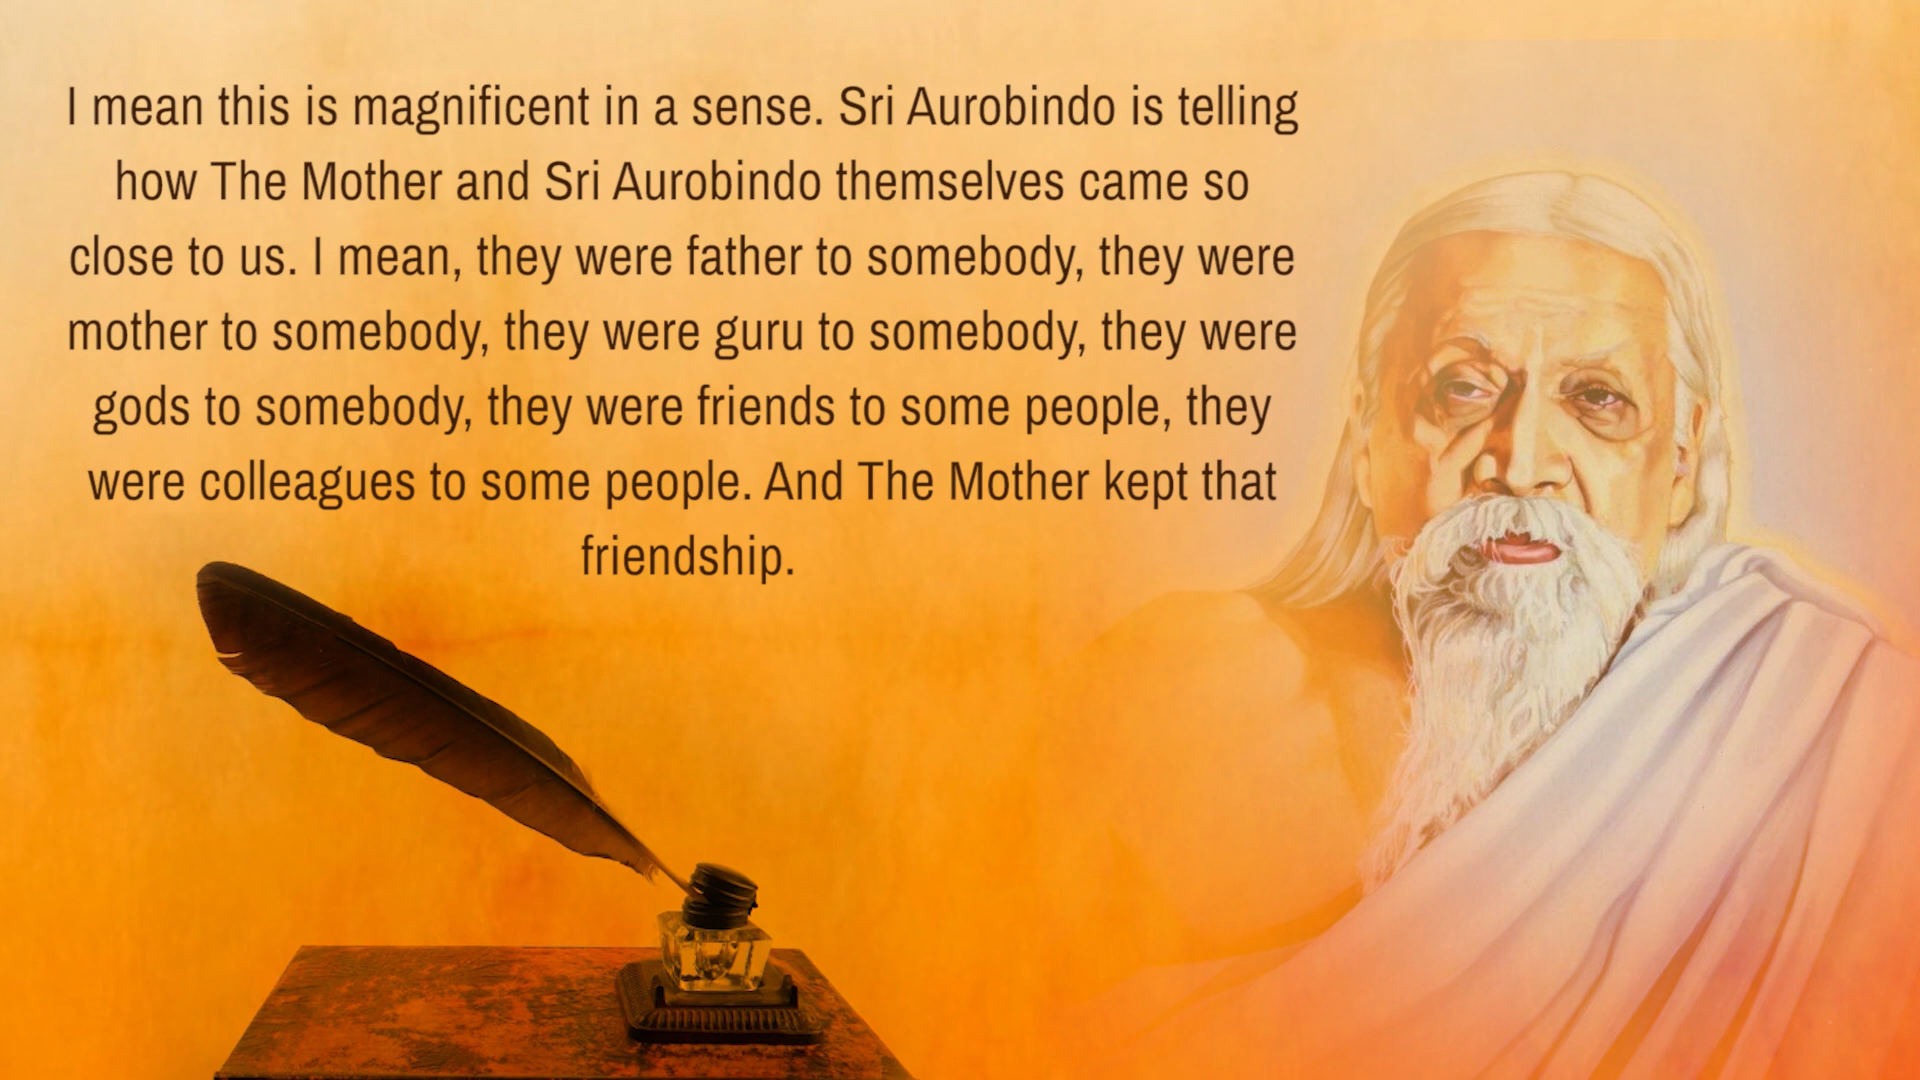 I mean this is magnificent in a sense. Sri Aurobindo is telling
how The Mother and Sri Aurobindo themselves came so
close to us. I mean, they were father to somebody, they were
mother to somebody, they were guru to somebody, they were
gods to somebody, they were friends to some people, they
were colleagues to some people. And The Mother kept that
friendship.